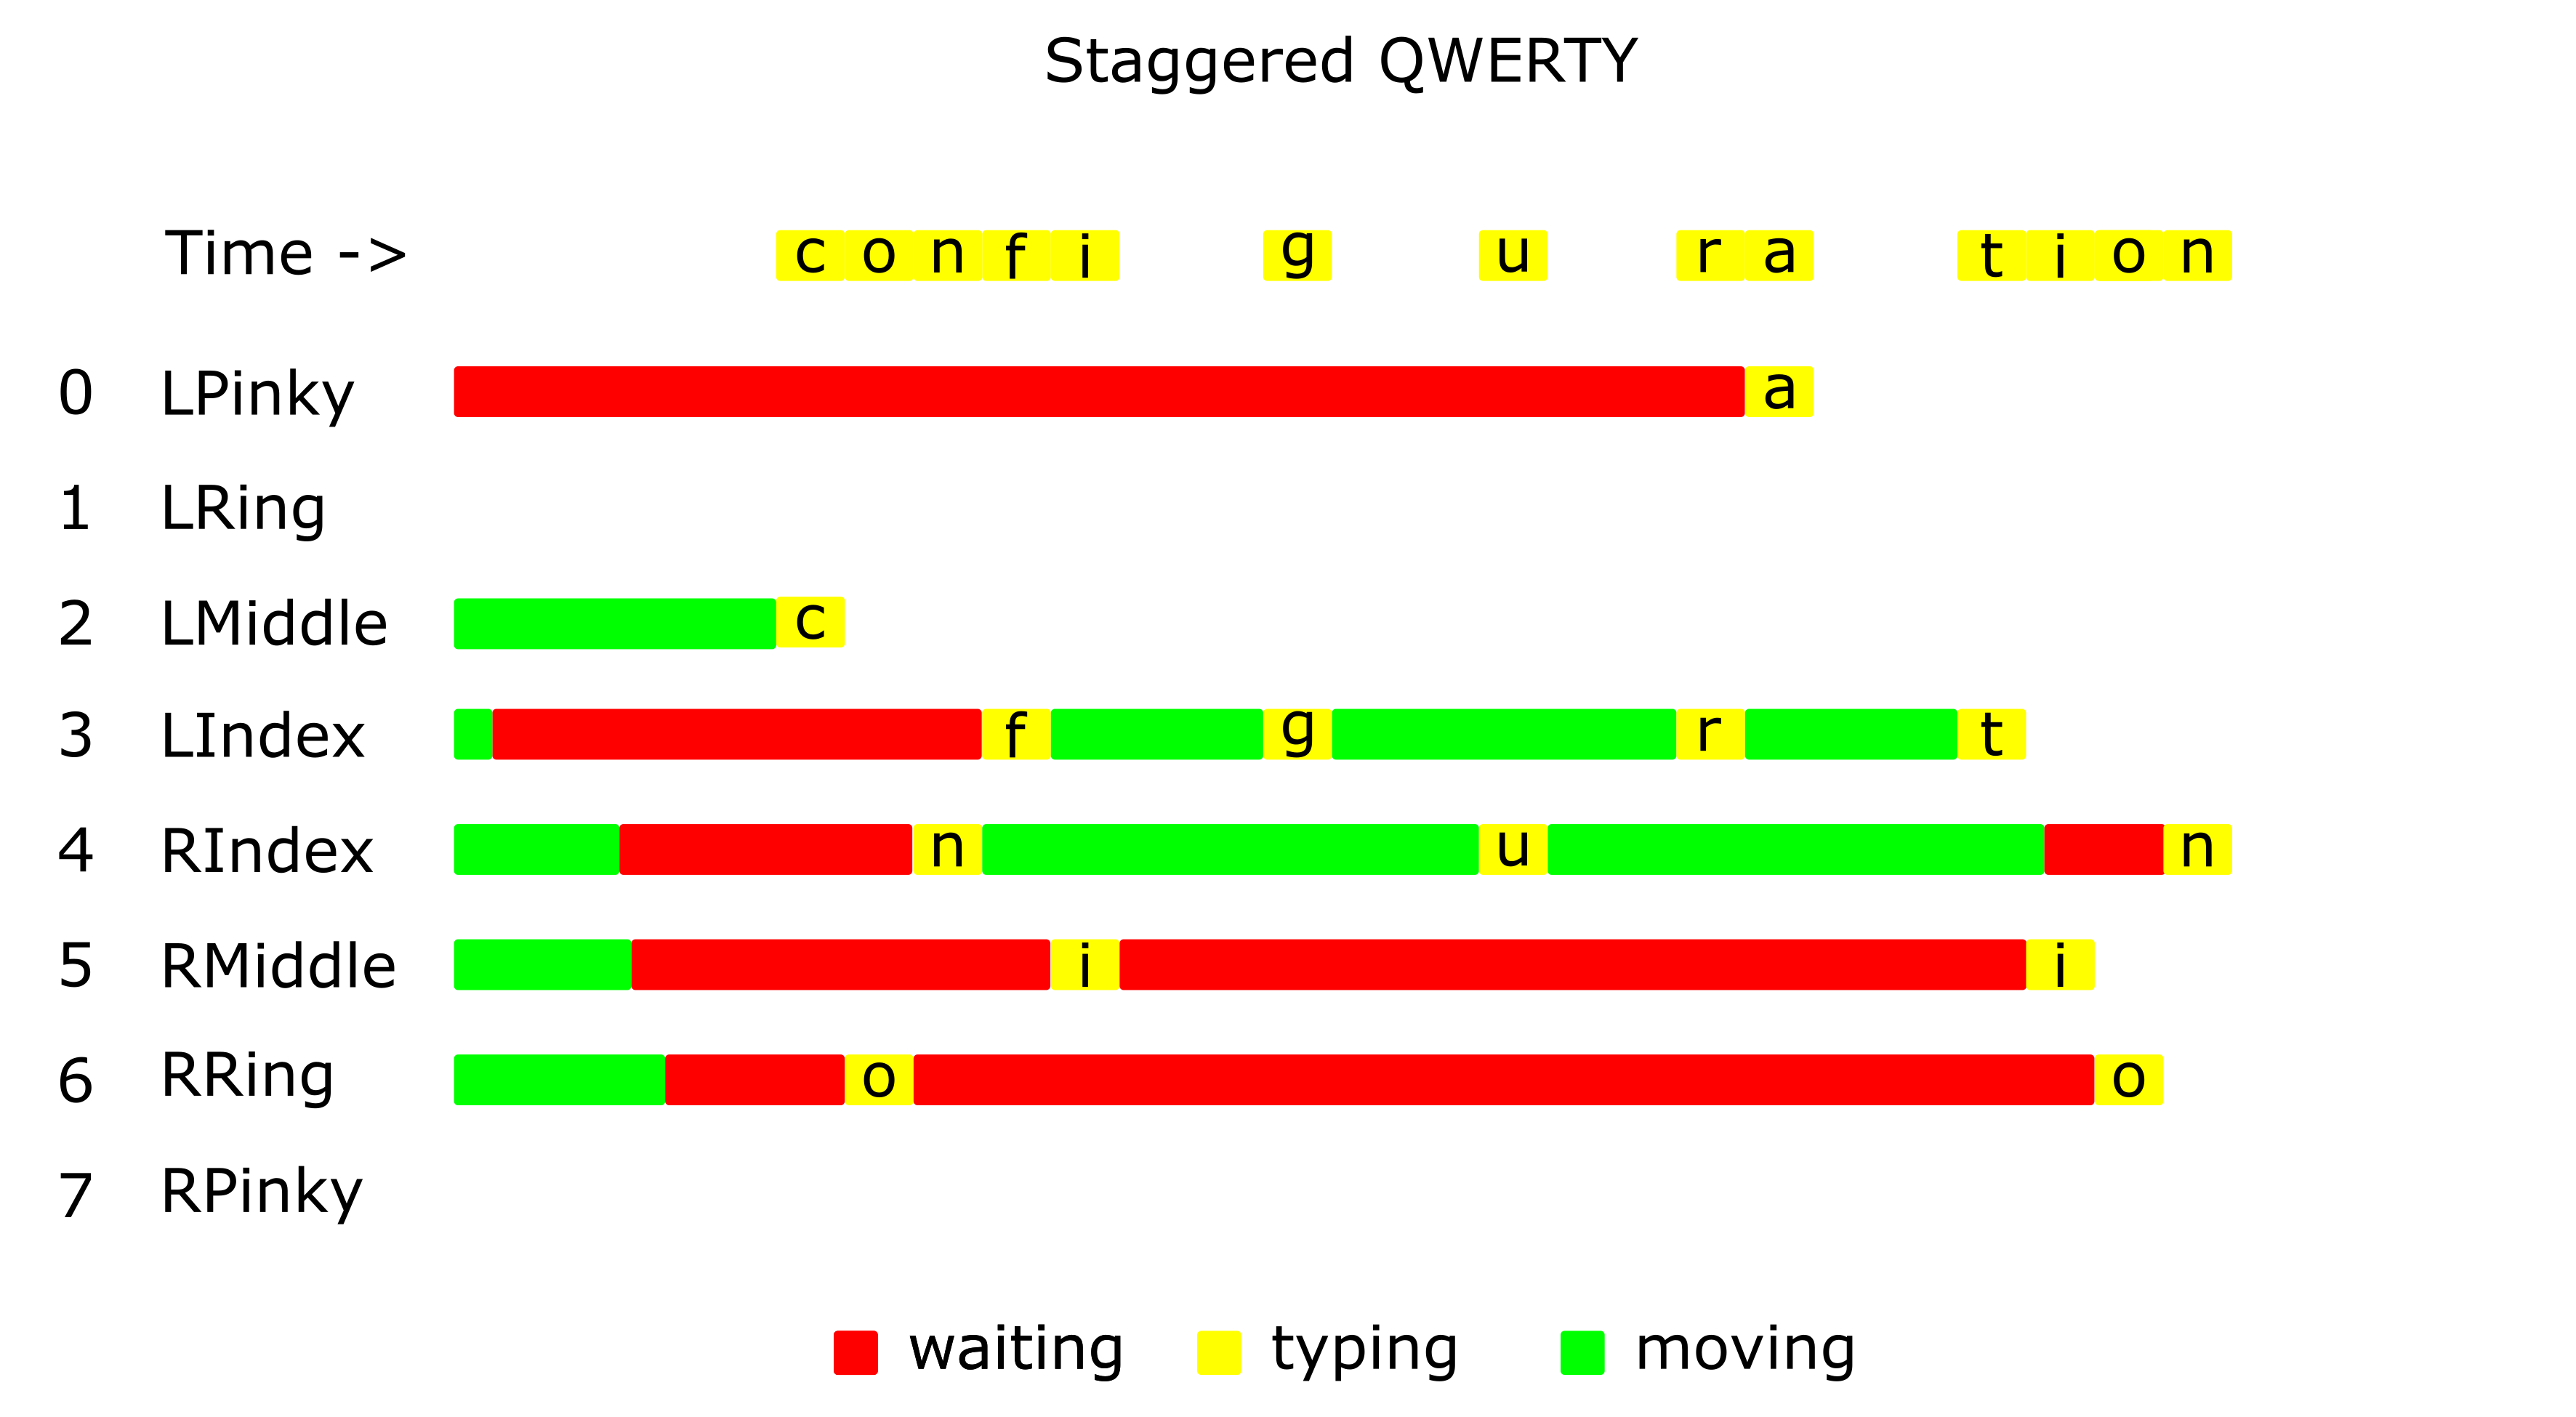 Staggered QWERTY
Time -> c o n f i g u r a t i o n
0 LPinky a
1 LRing
2 LMiddle c
3 LIndex f g r t
4 RIndex n u n
5 RMiddle i i
6 RRing o o
7 RPinky
waiting typing moving